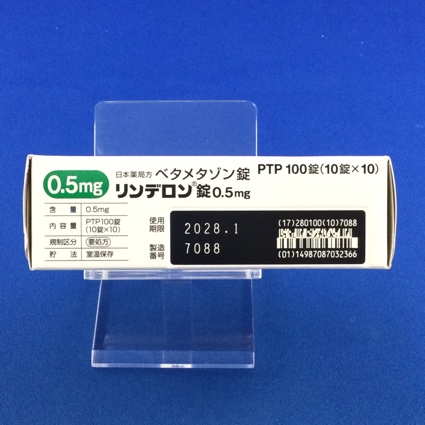 0.5mg
日本薬局方 ベタメタゾン錠 PTP 100錠(10錠×10)
リンデロン®錠0.5mg
含量 0.5mg
内容量 PTP100錠
(10錠×10)
規制区分 要処方
貯法 室温保存
使用
期限 2028.1
製造
番号 7088
(17)280100(10)7088
(01)14987087032366